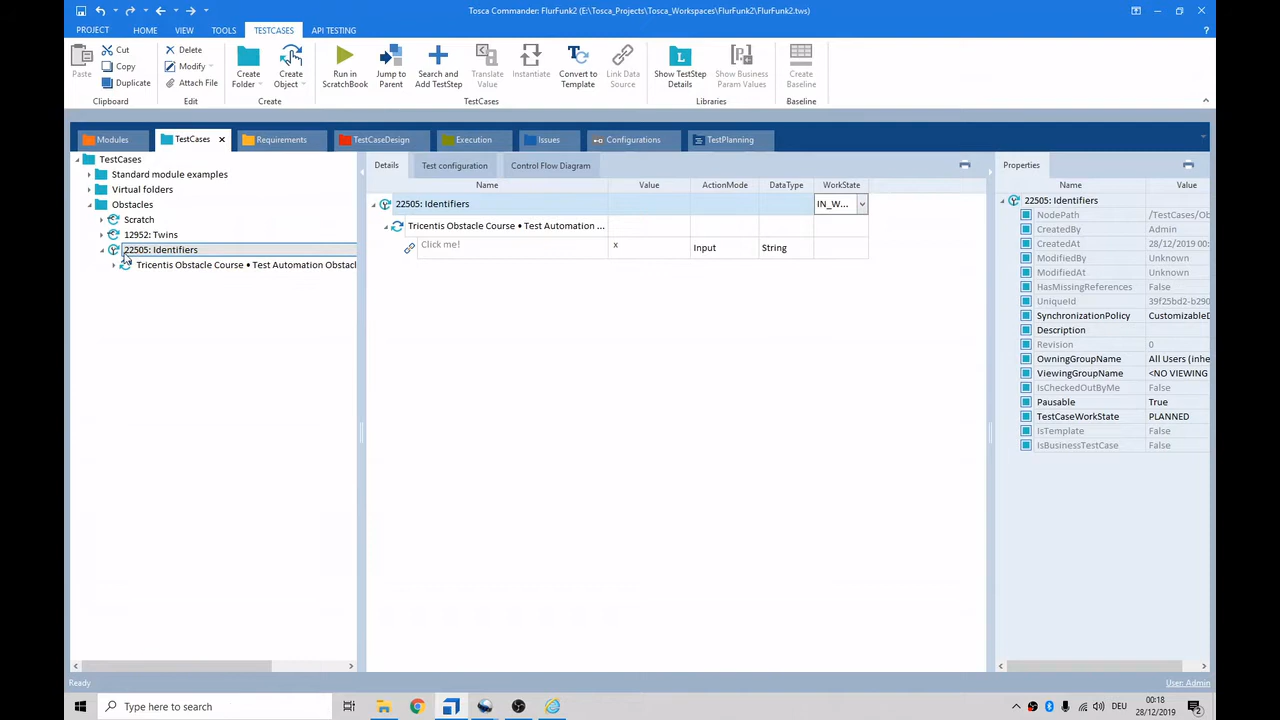 Tosca Commander: FlurFunk2 (E:\Tosca_Projects\Tosca_Workspaces\FlurFunk2\FlurFunk2.tws)
PROJECT HOME VIEW TOOLS TESTCASES API TESTING
Paste Cut Copy Duplicate
Delete Modify Attach File
Create Folder Create Object
Run in ScratchBook Jump to Parent Search and Add TestStep Translate Value Instantiate Convert to Template Link Data Source
Show TestStep Details Show Business Param Values Create Baseline
Clipboard Edit Create TestCases Libraries Baseline
Modules TestCases Requirements TestCaseDesign Execution Issues Configurations TestPlanning
TestCases
Standard module examples
Virtual folders
Obstacles
Scratch
12952: Twins
22505: Identifiers
Tricentis Obstacle Course • Test Automation Obstacl
Details Test configuration Control Flow Diagram
Name Value ActionMode DataType WorkState
22505: Identifiers IN_W...
Tricentis Obstacle Course • Test Automation ...
Click me! x Input String
Properties
Name Value
22505: Identifiers
NodePath /TestCases/Ob
CreatedBy Admin
CreatedAt 28/12/2019 00:
ModifiedBy Unknown
ModifiedAt Unknown
HasMissingReferences False
UniqueId 39f25bd2-b290
SynchronizationPolicy CustomizableD
Description
Revision 0
OwningGroupName All Users (inhe
ViewingGroupName <NO VIEWING
IsCheckedOutByMe False
Pausable True
TestCaseWorkState PLANNED
IsTemplate False
IsBusinessTestCase False
Ready User: Admin
Type here to search DEU 00:18
28/12/2019